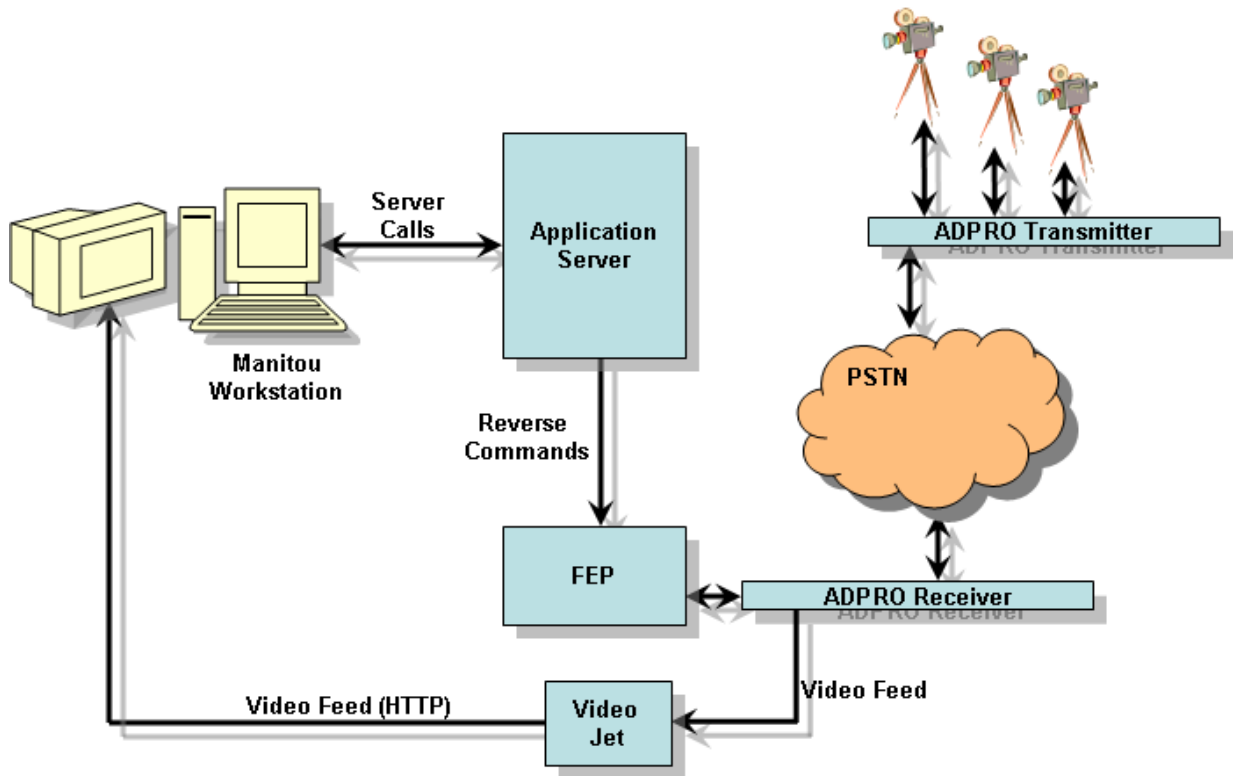 Server
Calls
Application
Server
ADPRO Transmitter
Manitou
Workstation
PSTN
Reverse
Commands
FEP
ADPRO Receiver
Video Feed
Video Feed (HTTP)
Video
Jet